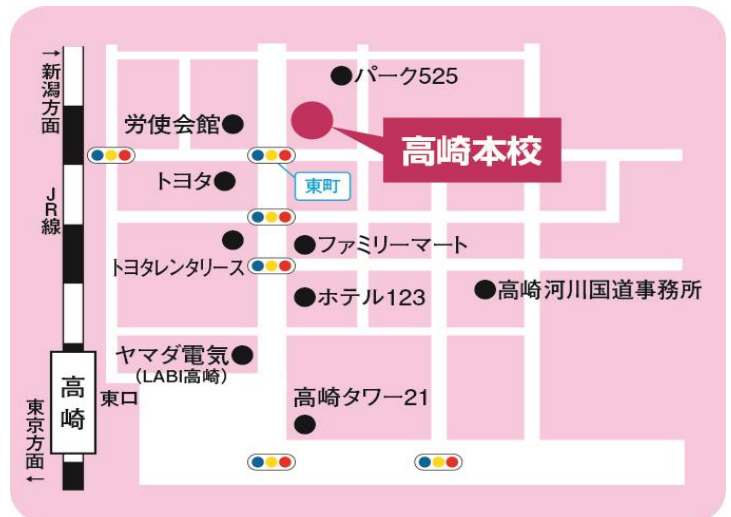 →新潟方面
パーク525
労使会館
高崎本校
トヨタ
東町
JR線
ファミリーマート
トヨタレンタリース
高崎河川国道事務所
ホテル123
ヤマダ電気
(LABI高崎)
高崎
東口
高崎タワー21
東京方面←